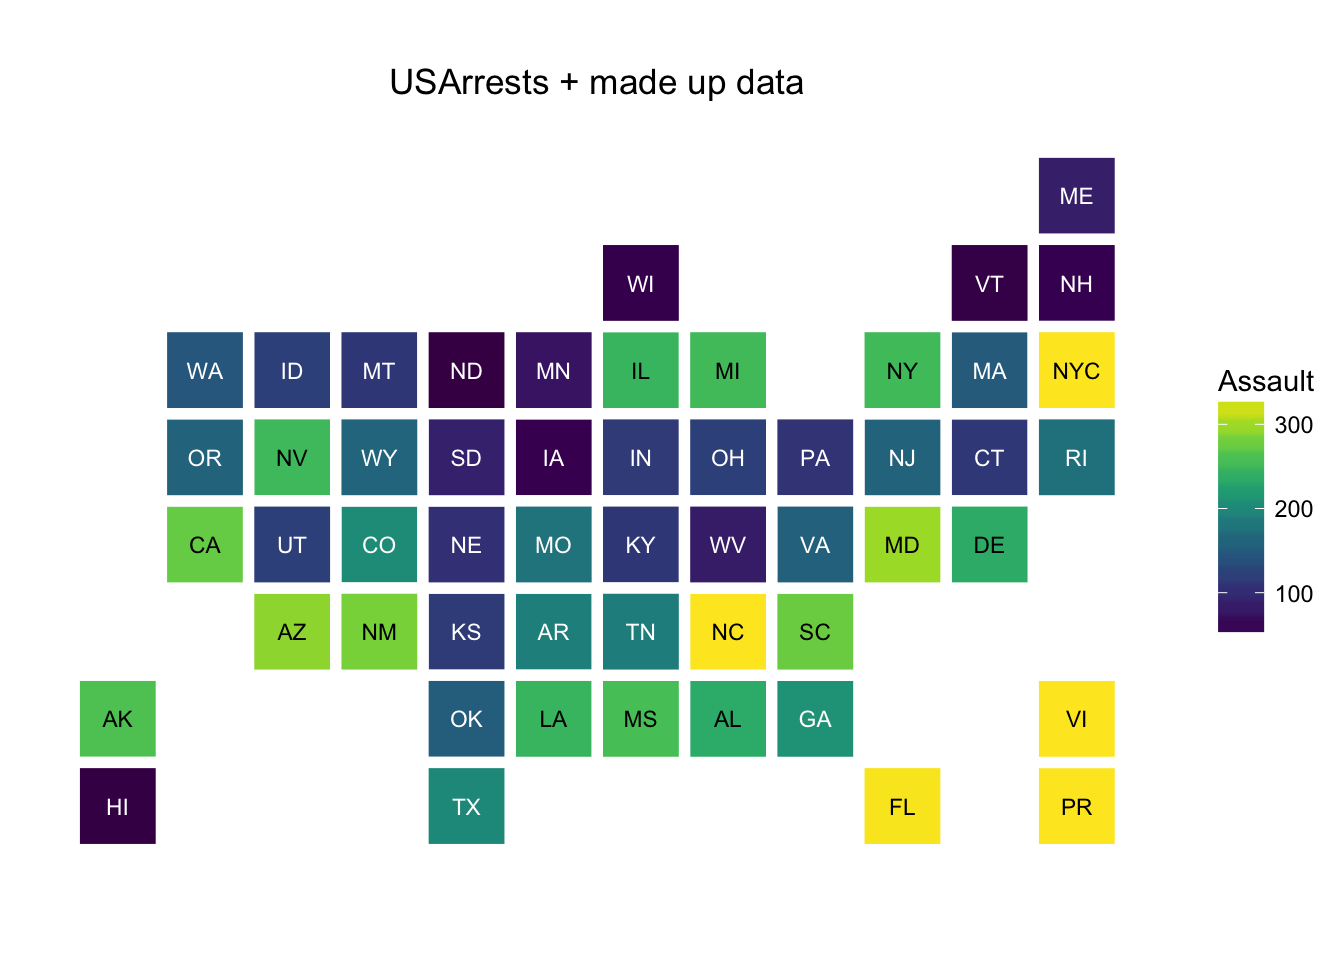 USArrests + made up data
ME
WI VT NH
WA ID MT ND MN IL MI NY MA NYC
OR NV WY SD IA IN OH PA NJ CT RI
CA UT CO NE MO KY WV VA MD DE
AZ NM KS AR TN NC SC
AK OK LA MS AL GA VI
HI TX FL PR
Assault
300
200
100